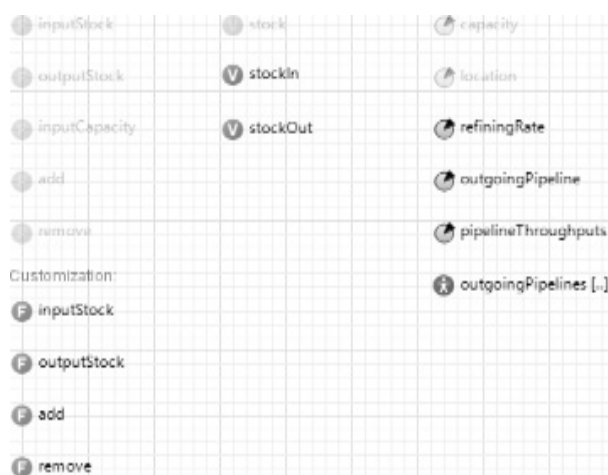 inputStock
stock
capacity
outputStock
stockIn
location
inputCapacity
stockOut
refiningRate
add
outgoingPipeline
remove
pipelineThroughputs
Customization:
outgoingPipelines [..]
inputStock
outputStock
add
remove